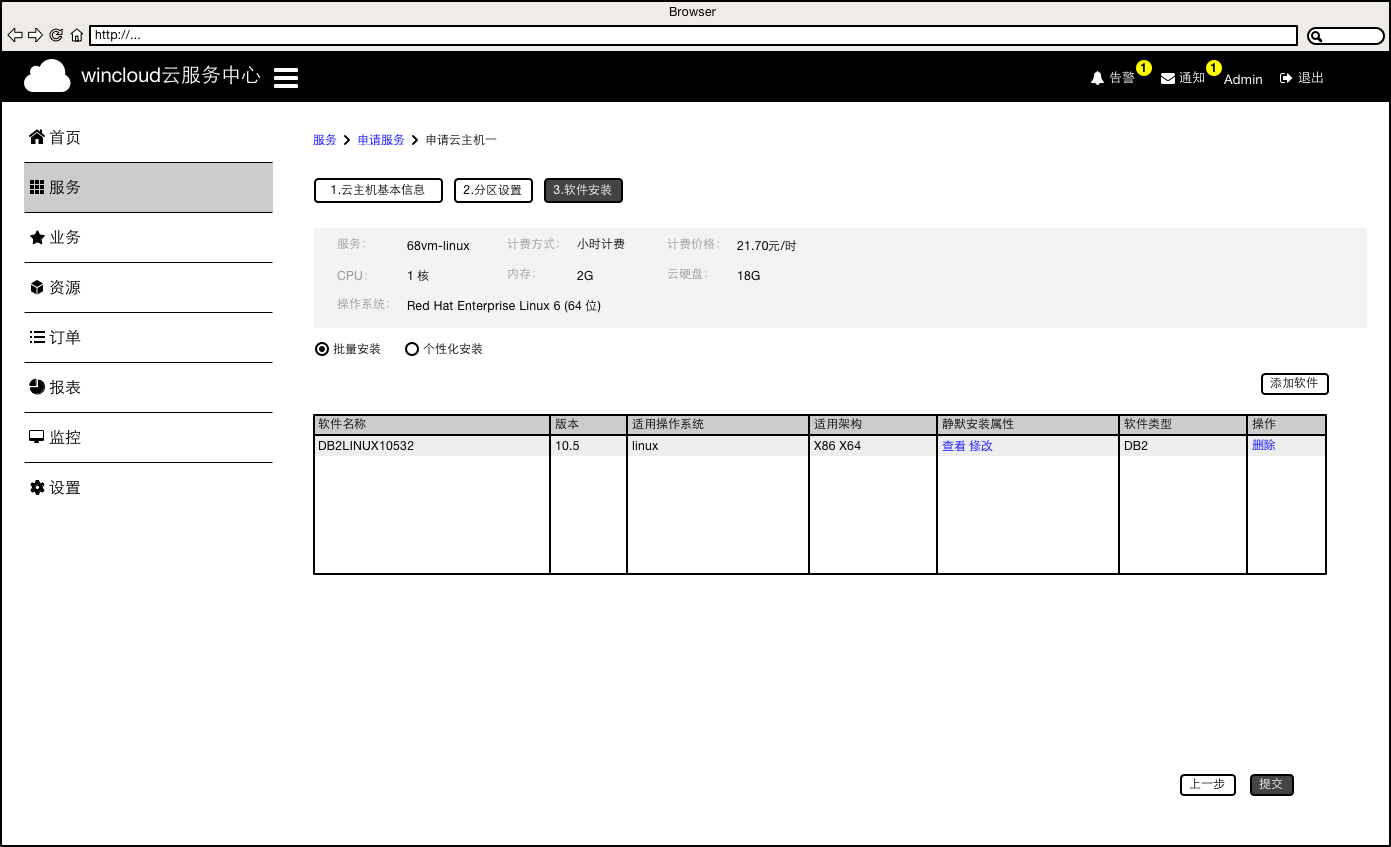 Browser
http://...
wincloud云服务中心
告警 1 通知 1 Admin 退出
首页
服务
业务
资源
订单
报表
监控
设置
服务 申请服务 申请云主机一
1.云主机基本信息 2.分区设置 3.软件安装
服务: 68vm-linux 计费方式: 小时计费 计费价格: 21.70元/时
CPU: 1 核 内存: 2G 云硬盘: 18G
操作系统: Red Hat Enterprise Linux 6 (64 位)
批量安装 个性化安装
添加软件
软件名称 版本 适用操作系统 适用架构 静默安装属性 软件类型 操作
DB2LINUX10532 10.5 linux X86 X64 查看 修改 DB2 删除
上一步 提交